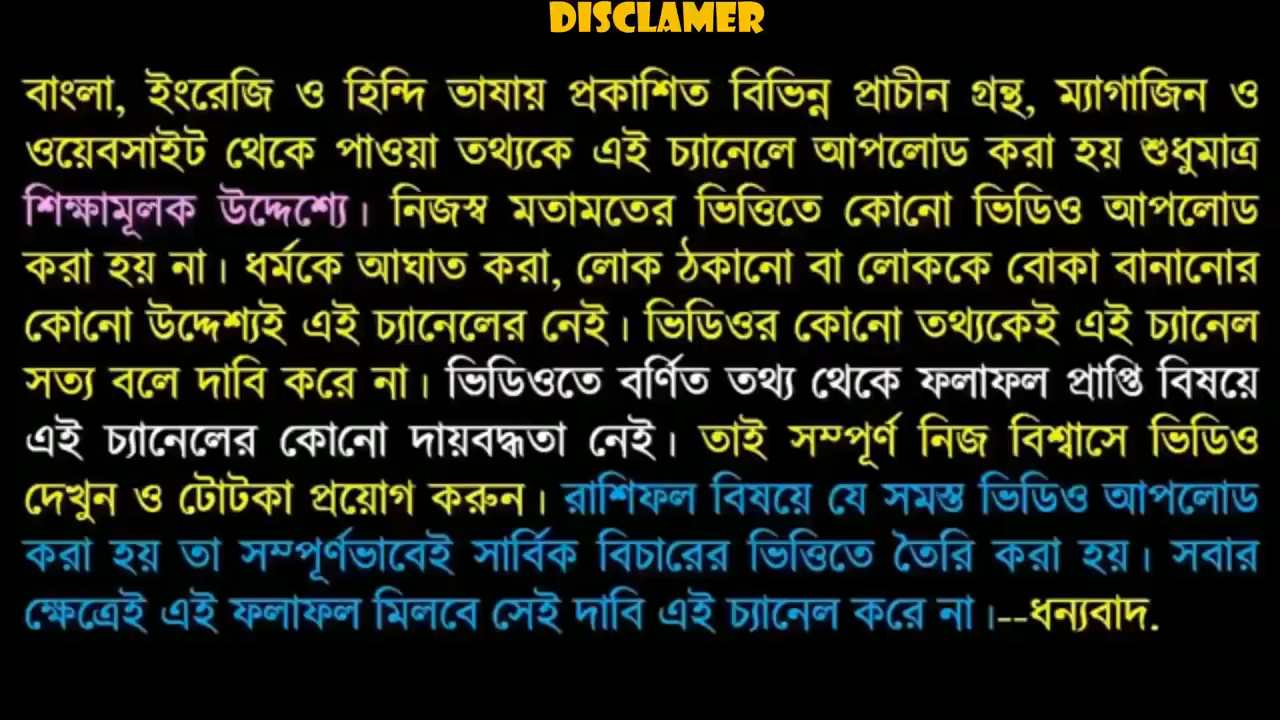 DISCLAMER
বাংলা, ইংরেজি ও হিন্দি ভাষায় প্রকাশিত বিভিন্ন প্রাচীন গ্রন্থ, ম্যাগাজিন ও
ওয়েবসাইট থেকে পাওয়া তথ্যকে এই চ্যানেলে আপলোড করা হয় শুধুমাত্র
শিক্ষামূলক উদ্দেশ্যে। নিজস্ব মতামতের ভিত্তিতে কোনো ভিডিও আপলোড
করা হয় না। ধর্মকে আঘাত করা, লোক ঠকানো বা লোককে বোকা বানানোর
কোনো উদ্দেশ্যই এই চ্যানেলের নেই। ভিডিওর কোনো তথ্যকেই এই চ্যানেল
সত্য বলে দাবি করে না। ভিডিওতে বর্ণিত তথ্য থেকে ফলাফল প্রাপ্তি বিষয়ে
এই চ্যানেলের কোনো দায়বদ্ধতা নেই। তাই সম্পূর্ণ নিজ বিশ্বাসে ভিডিও
দেখুন ও টোটকা প্রয়োগ করুন। রাশিফল বিষয়ে যে সমস্ত ভিডিও আপলোড
করা হয় তা সম্পূর্ণভাবেই সার্বিক বিচারের ভিত্তিতে তৈরি করা হয়। সবার
ক্ষেত্রেই এই ফলাফল মিলবে সেই দাবি এই চ্যানেল করে না।--ধন্যবাদ.